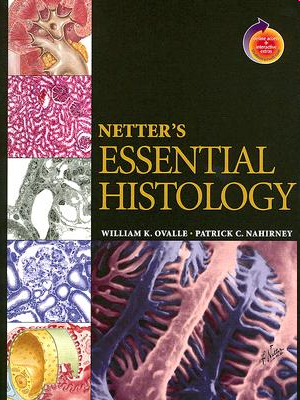 NETTER'S
ESSENTIAL
HISTOLOGY
WILLIAM K. OVALLE • PATRICK C. NAHIRNEY